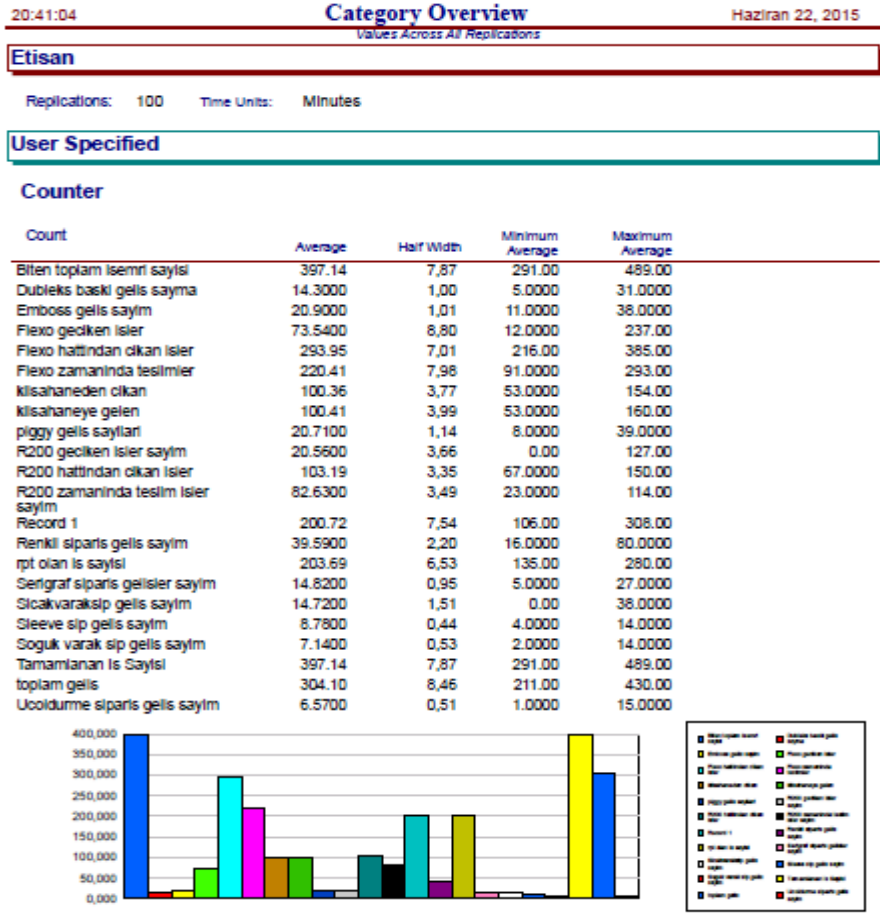 20:41:04 Category Overview Haziran 22, 2015
Values Across All Replications
Etisan
Replications: 100 Time Units: Minutes
User Specified
Counter
Count Average Half Width Minimum Average Maximum Average
Biten toplam isemri sayisi 397.14 7,87 291.00 489.00
Dubleks baski gelis sayma 14.3000 1,00 5.0000 31.0000
Emboss gelis sayim 20.9000 1,01 11.0000 38.0000
Flexo geciken isler 73.5400 8,80 12.0000 237.00
Flexo hattindan cikan isler 293.95 7,01 216.00 385.00
Flexo zamaninda teslimler 220.41 7,98 91.0000 293.00
klisahaneden cikan 100.36 3,77 53.0000 154.00
klisahaneye gelen 100.41 3,99 53.0000 160.00
piggy gelis sayilari 20.7100 1,14 8.0000 39.0000
R200 geciken isler sayim 20.5600 3,66 0.00 127.00
R200 hattindan cikan isler 103.19 3,35 67.0000 150.00
R200 zamaninda teslim isler 82.6300 3,49 23.0000 114.00
sayim
Record 1 200.72 7,54 106.00 308.00
Renkli siparis gelis sayim 39.5900 2,20 16.0000 80.0000
rpt olan is sayisi 203.69 6,53 135.00 280.00
Serigraf siparis gelisler sayim 14.8200 0,95 5.0000 27.0000
Sicakvaraksip gelis sayim 14.7200 1,51 0.00 38.0000
Sleeve sip gelis sayim 8.7800 0,44 4.0000 14.0000
Soguk varak sip gelis sayim 7.1400 0,53 2.0000 14.0000
Tamamlanan Is Sayisi 397.14 7,87 291.00 489.00
toplam gelis 304.10 8,46 211.00 430.00
Ucoldurme siparis gelis sayim 6.5700 0,51 1.0000 15.0000
400,000
350,000
300,000
250,000
200,000
150,000
100,000
50,000
0,000